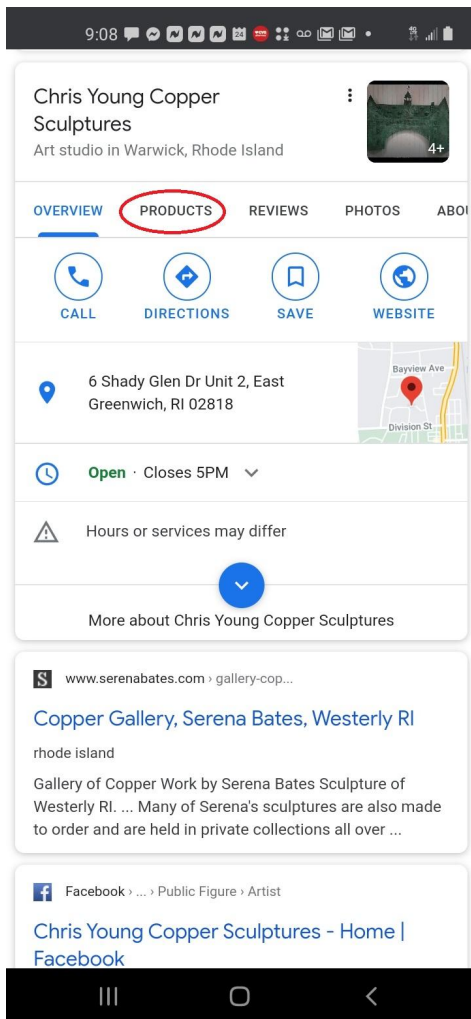 9:08
24
4G
Chris Young Copper
Sculptures
Art studio in Warwick, Rhode Island
4+
OVERVIEW PRODUCTS REVIEWS PHOTOS ABOU
CALL DIRECTIONS SAVE WEBSITE
6 Shady Glen Dr Unit 2, East
Greenwich, RI 02818
Bayview Ave
Division St
Open · Closes 5PM
Hours or services may differ
More about Chris Young Copper Sculptures
S www.serenabates.com › gallery-cop...
Copper Gallery, Serena Bates, Westerly RI
rhode island
Gallery of Copper Work by Serena Bates Sculpture of
Westerly RI. ... Many of Serena's sculptures are also made
to order and are held in private collections all over ...
f Facebook › ... › Public Figure › Artist
Chris Young Copper Sculptures - Home |
Facebook